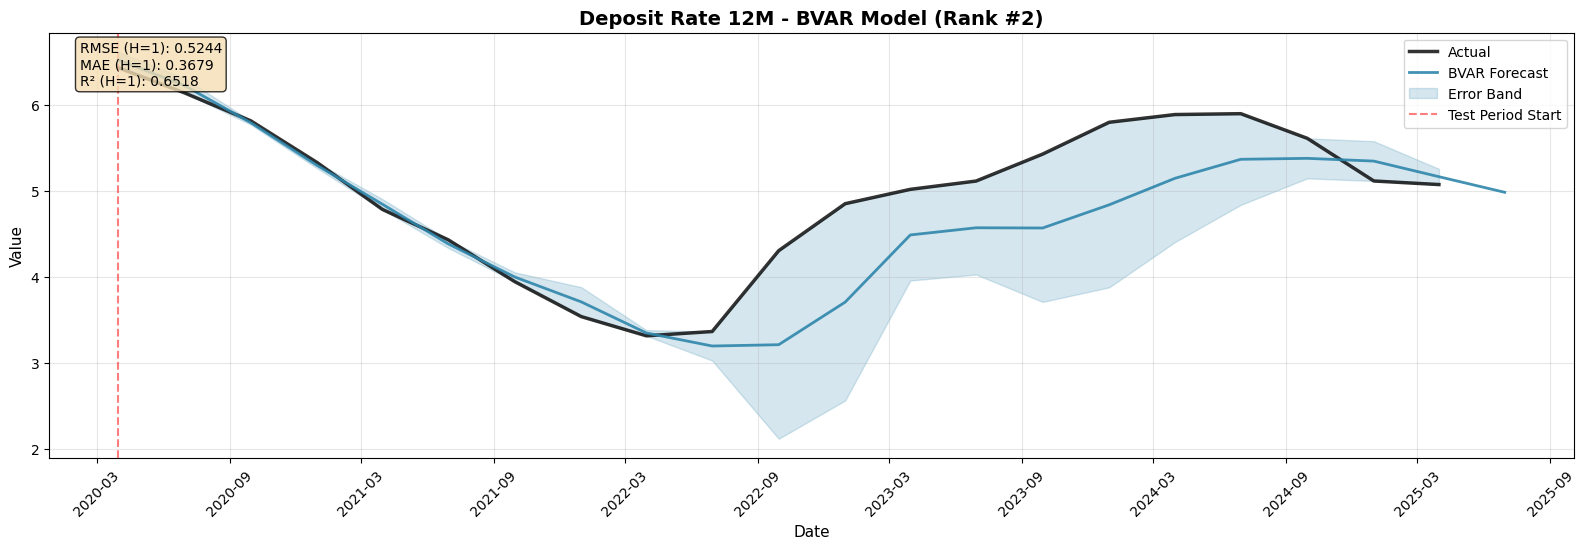 Deposit Rate 12M - BVAR Model (Rank #2)
RMSE (H=1): 0.5244
MAE (H=1): 0.3679
R² (H=1): 0.6518
Actual
BVAR Forecast
Error Band
Test Period Start
Value
6
5
4
3
2
2020-03
2020-09
2021-03
2021-09
2022-03
2022-09
2023-03
2023-09
2024-03
2024-09
2025-03
2025-09
Date